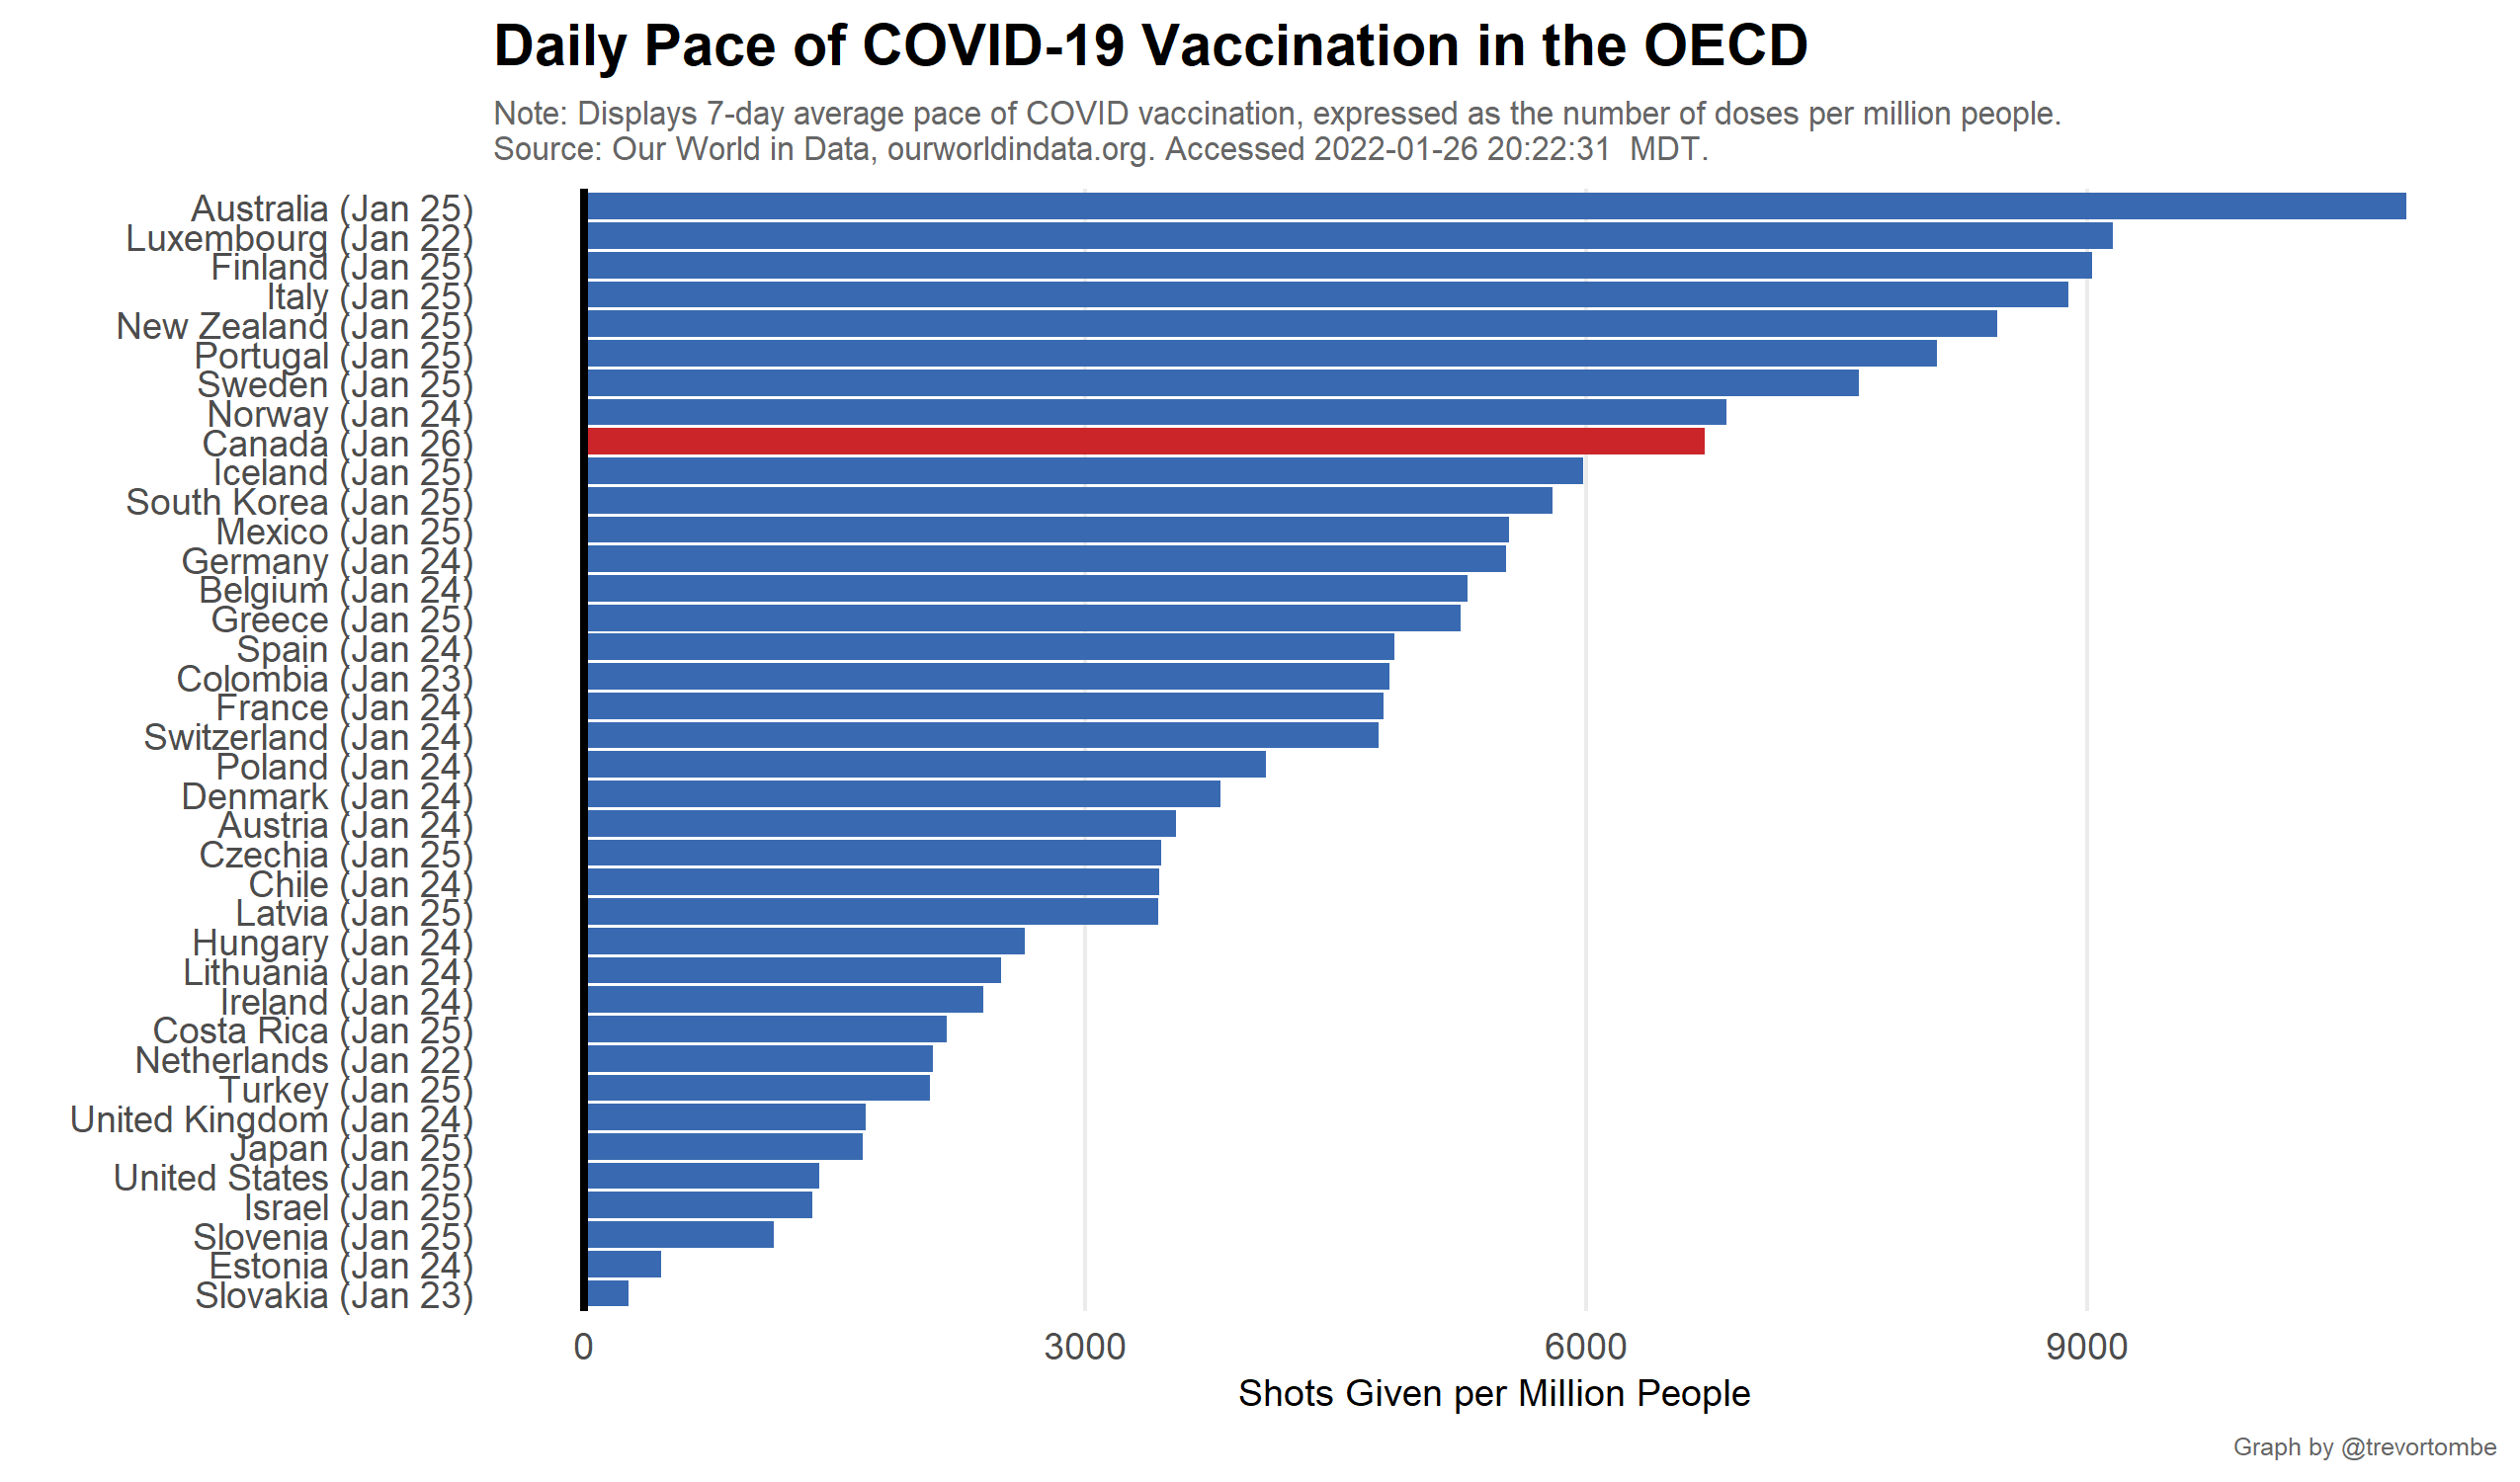 Daily Pace of COVID-19 Vaccination in the OECD
Note: Displays 7-day average pace of COVID vaccination, expressed as the number of doses per million people.
Source: Our World in Data, ourworldindata.org. Accessed 2022-01-26 20:22:31  MDT.
Australia (Jan 25)
Luxembourg (Jan 22)
Finland (Jan 25)
Italy (Jan 25)
New Zealand (Jan 25)
Portugal (Jan 25)
Sweden (Jan 25)
Norway (Jan 24)
Canada (Jan 26)
Iceland (Jan 25)
South Korea (Jan 25)
Mexico (Jan 25)
Germany (Jan 24)
Belgium (Jan 24)
Greece (Jan 25)
Spain (Jan 24)
Colombia (Jan 23)
France (Jan 24)
Switzerland (Jan 24)
Poland (Jan 24)
Denmark (Jan 24)
Austria (Jan 24)
Czechia (Jan 25)
Chile (Jan 24)
Latvia (Jan 25)
Hungary (Jan 24)
Lithuania (Jan 24)
Ireland (Jan 24)
Costa Rica (Jan 25)
Netherlands (Jan 22)
Turkey (Jan 25)
United Kingdom (Jan 24)
Japan (Jan 25)
United States (Jan 25)
Israel (Jan 25)
Slovenia (Jan 25)
Estonia (Jan 24)
Slovakia (Jan 23)
0 3000 6000 9000
Shots Given per Million People
Graph by @trevortombe